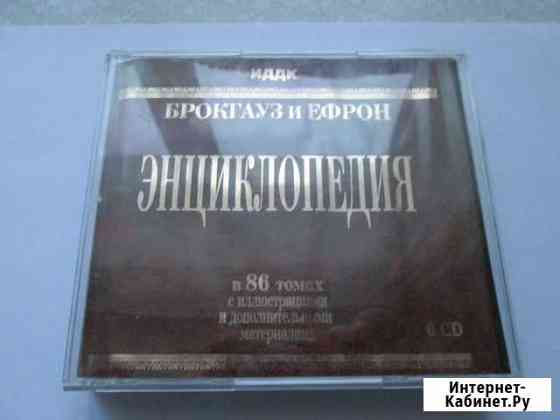 ИДДК
БРОКГАУЗ и ЕФРОН
ЭНЦИКЛОПЕДИЯ
в 86 томах
с иллюстрациями
и дополнительными
материалами
6 CD
Интернет-
Кабинет.Ру